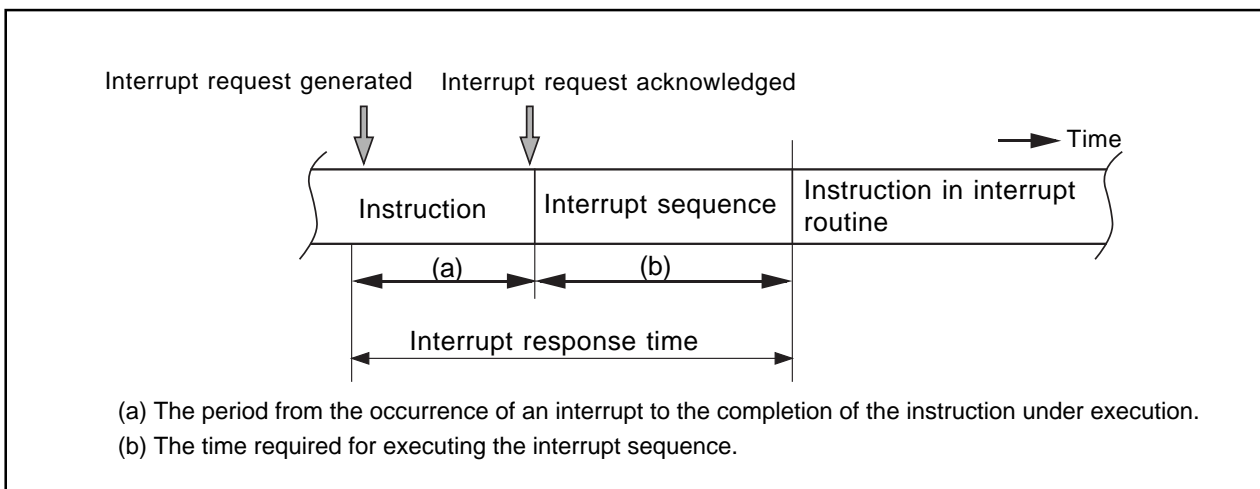 Interrupt request generated
Interrupt request acknowledged
Time
Instruction
Interrupt sequence
Instruction in interrupt
routine
(a)
(b)
Interrupt response time
(a) The period from the occurrence of an interrupt to the completion of the instruction under execution.
(b) The time required for executing the interrupt sequence.